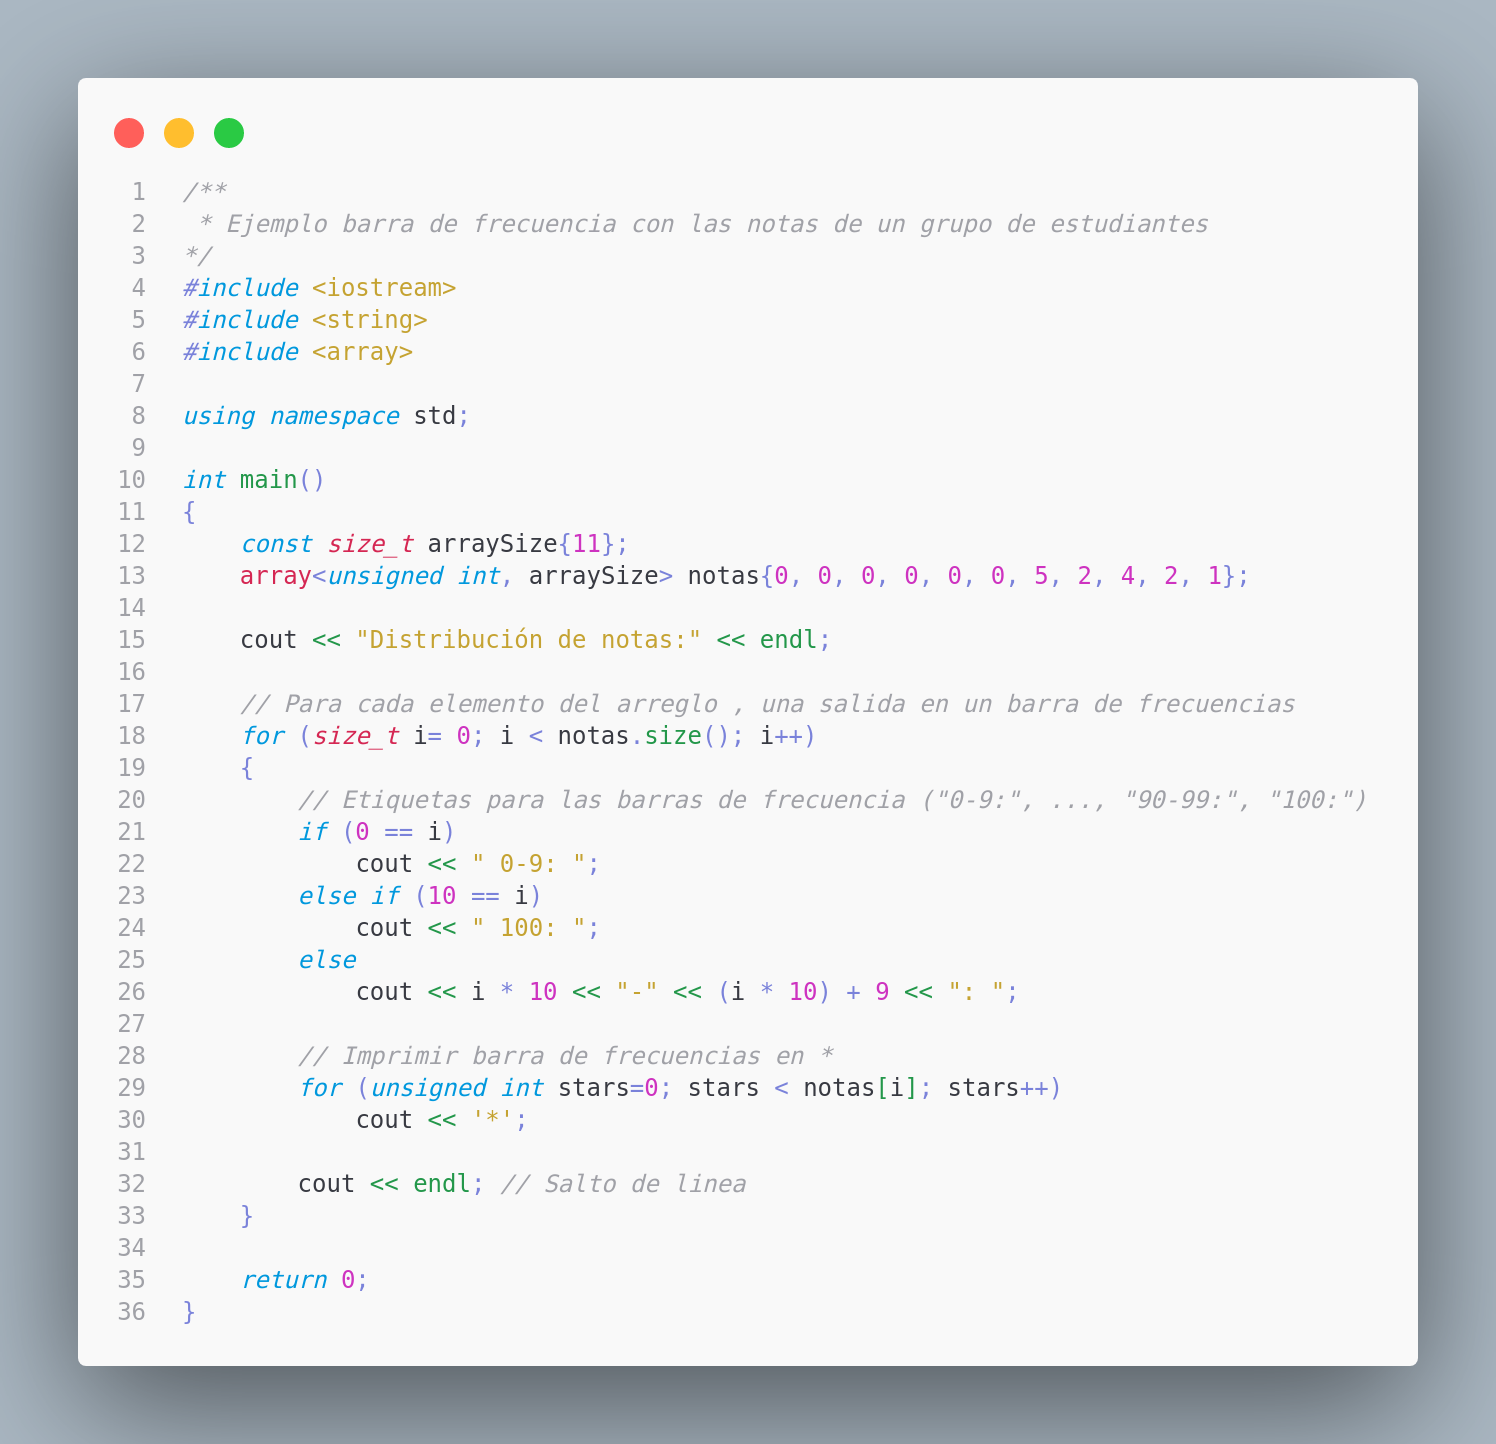 1 /**
2  * Ejemplo barra de frecuencia con las notas de un grupo de estudiantes
3 */
4 #include <iostream>
5 #include <string>
6 #include <array>
7
8 using namespace std;
9
10 int main()
11 {
12     const size_t arraySize{11};
13     array<unsigned int, arraySize> notas{0, 0, 0, 0, 0, 0, 5, 2, 4, 2, 1};
14
15     cout << "Distribución de notas:" << endl;
16
17     // Para cada elemento del arreglo , una salida en un barra de frecuencias
18     for (size_t i= 0; i < notas.size(); i++)
19     {
20         // Etiquetas para las barras de frecuencia ("0-9:", ..., "90-99:", "100:")
21         if (0 == i)
22             cout << " 0-9: ";
23         else if (10 == i)
24             cout << " 100: ";
25         else
26             cout << i * 10 << "-" << (i * 10) + 9 << ": ";
27
28         // Imprimir barra de frecuencias en *
29         for (unsigned int stars=0; stars < notas[i]; stars++)
30             cout << '*';
31
32         cout << endl; // Salto de linea
33     }
34
35     return 0;
36 }